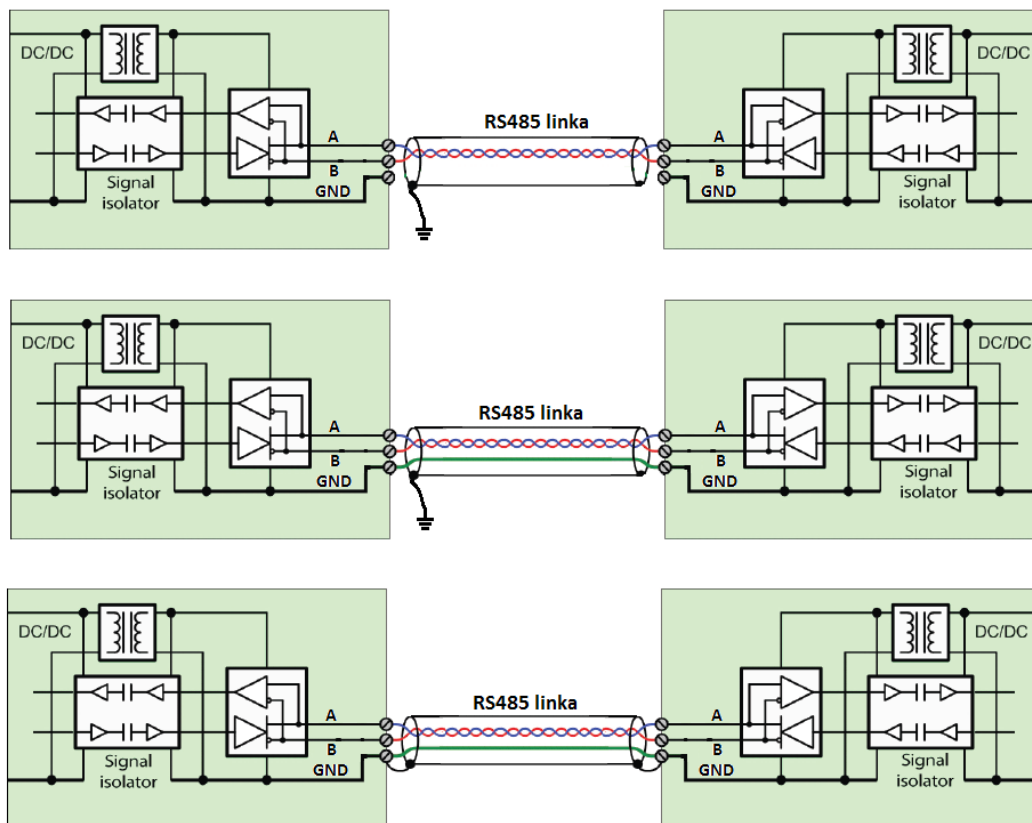 DC/DC
DC/DC
RS485 linka
A
A
B
B
Signal
isolator
GND
GND
Signal
isolator
DC/DC
DC/DC
RS485 linka
A
A
B
B
Signal
isolator
GND
GND
Signal
isolator
DC/DC
DC/DC
RS485 linka
A
A
B
B
Signal
isolator
GND
GND
Signal
isolator